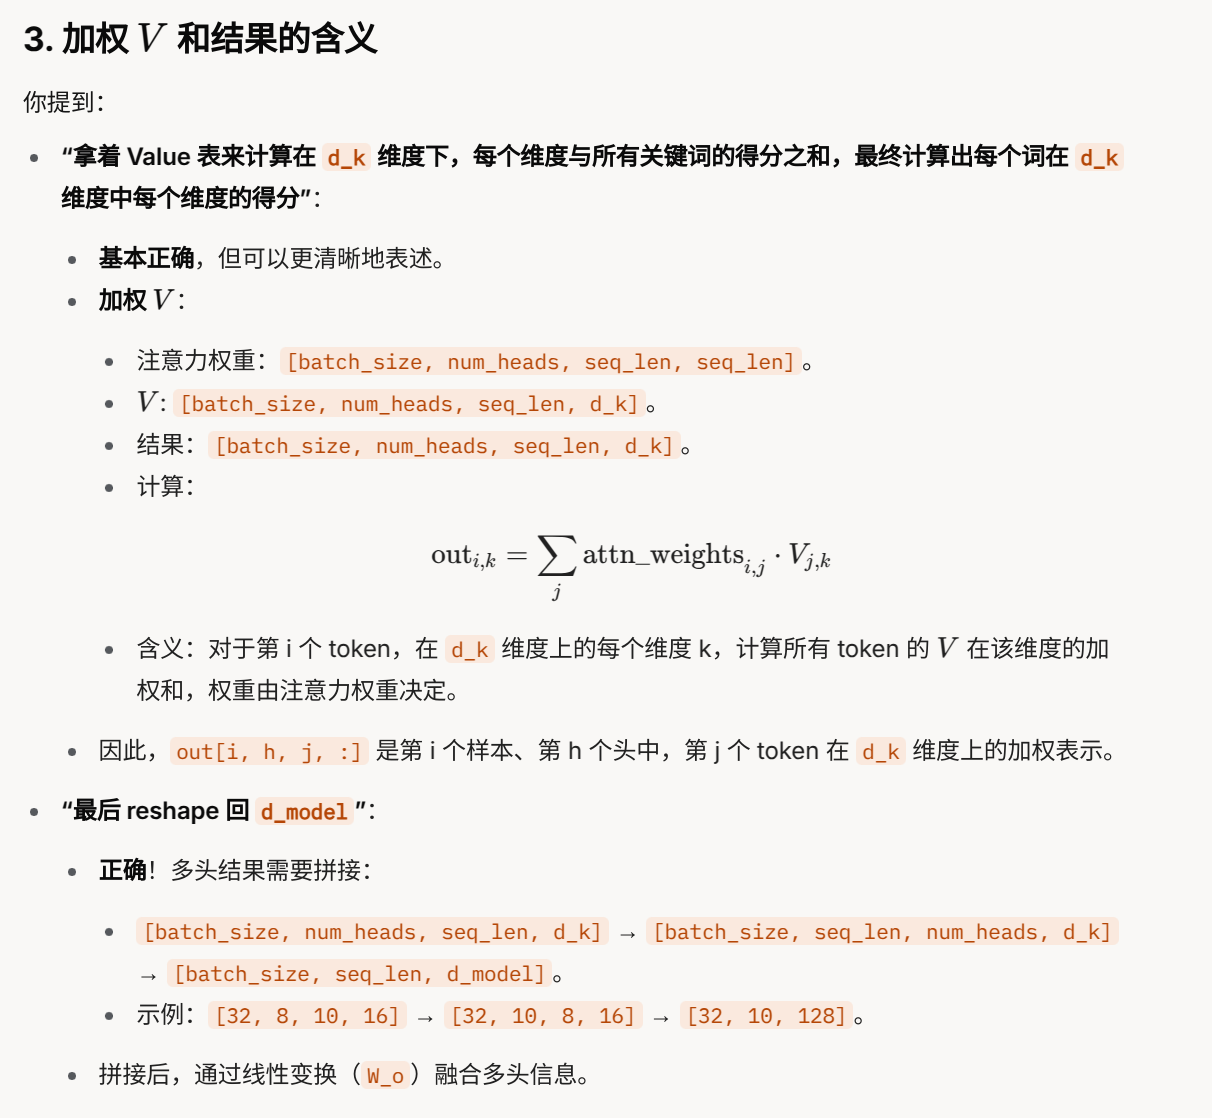 3. 加权 V 和结果的含义
你提到：
“拿着 Value 表来计算在 d_k 维度下，每个维度与所有关键词的得分之和，最终计算出每个词在 d_k
维度中每个维度的得分”：
基本正确，但可以更清晰地表述。
加权 V：
注意力权重：[batch_size, num_heads, seq_len, seq_len]。
V: [batch_size, num_heads, seq_len, d_k]。
结果：[batch_size, num_heads, seq_len, d_k]。
计算：
out_{i,k} = ∑_j attn_weights_{i,j} · V_{j,k}
含义：对于第 i 个 token，在 d_k 维度上的每个维度 k，计算所有 token 的 V 在该维度的加
权和，权重由注意力权重决定。
因此，out[i, h, j, :] 是第 i 个样本、第 h 个头中，第 j 个 token 在 d_k 维度上的加权表示。
“最后 reshape 回 d_model”：
正确！多头结果需要拼接：
[batch_size, num_heads, seq_len, d_k] → [batch_size, seq_len, num_heads, d_k]
→ [batch_size, seq_len, d_model]。
示例：[32, 8, 10, 16] → [32, 10, 8, 16] → [32, 10, 128]。
拼接后，通过线性变换（W_o）融合多头信息。